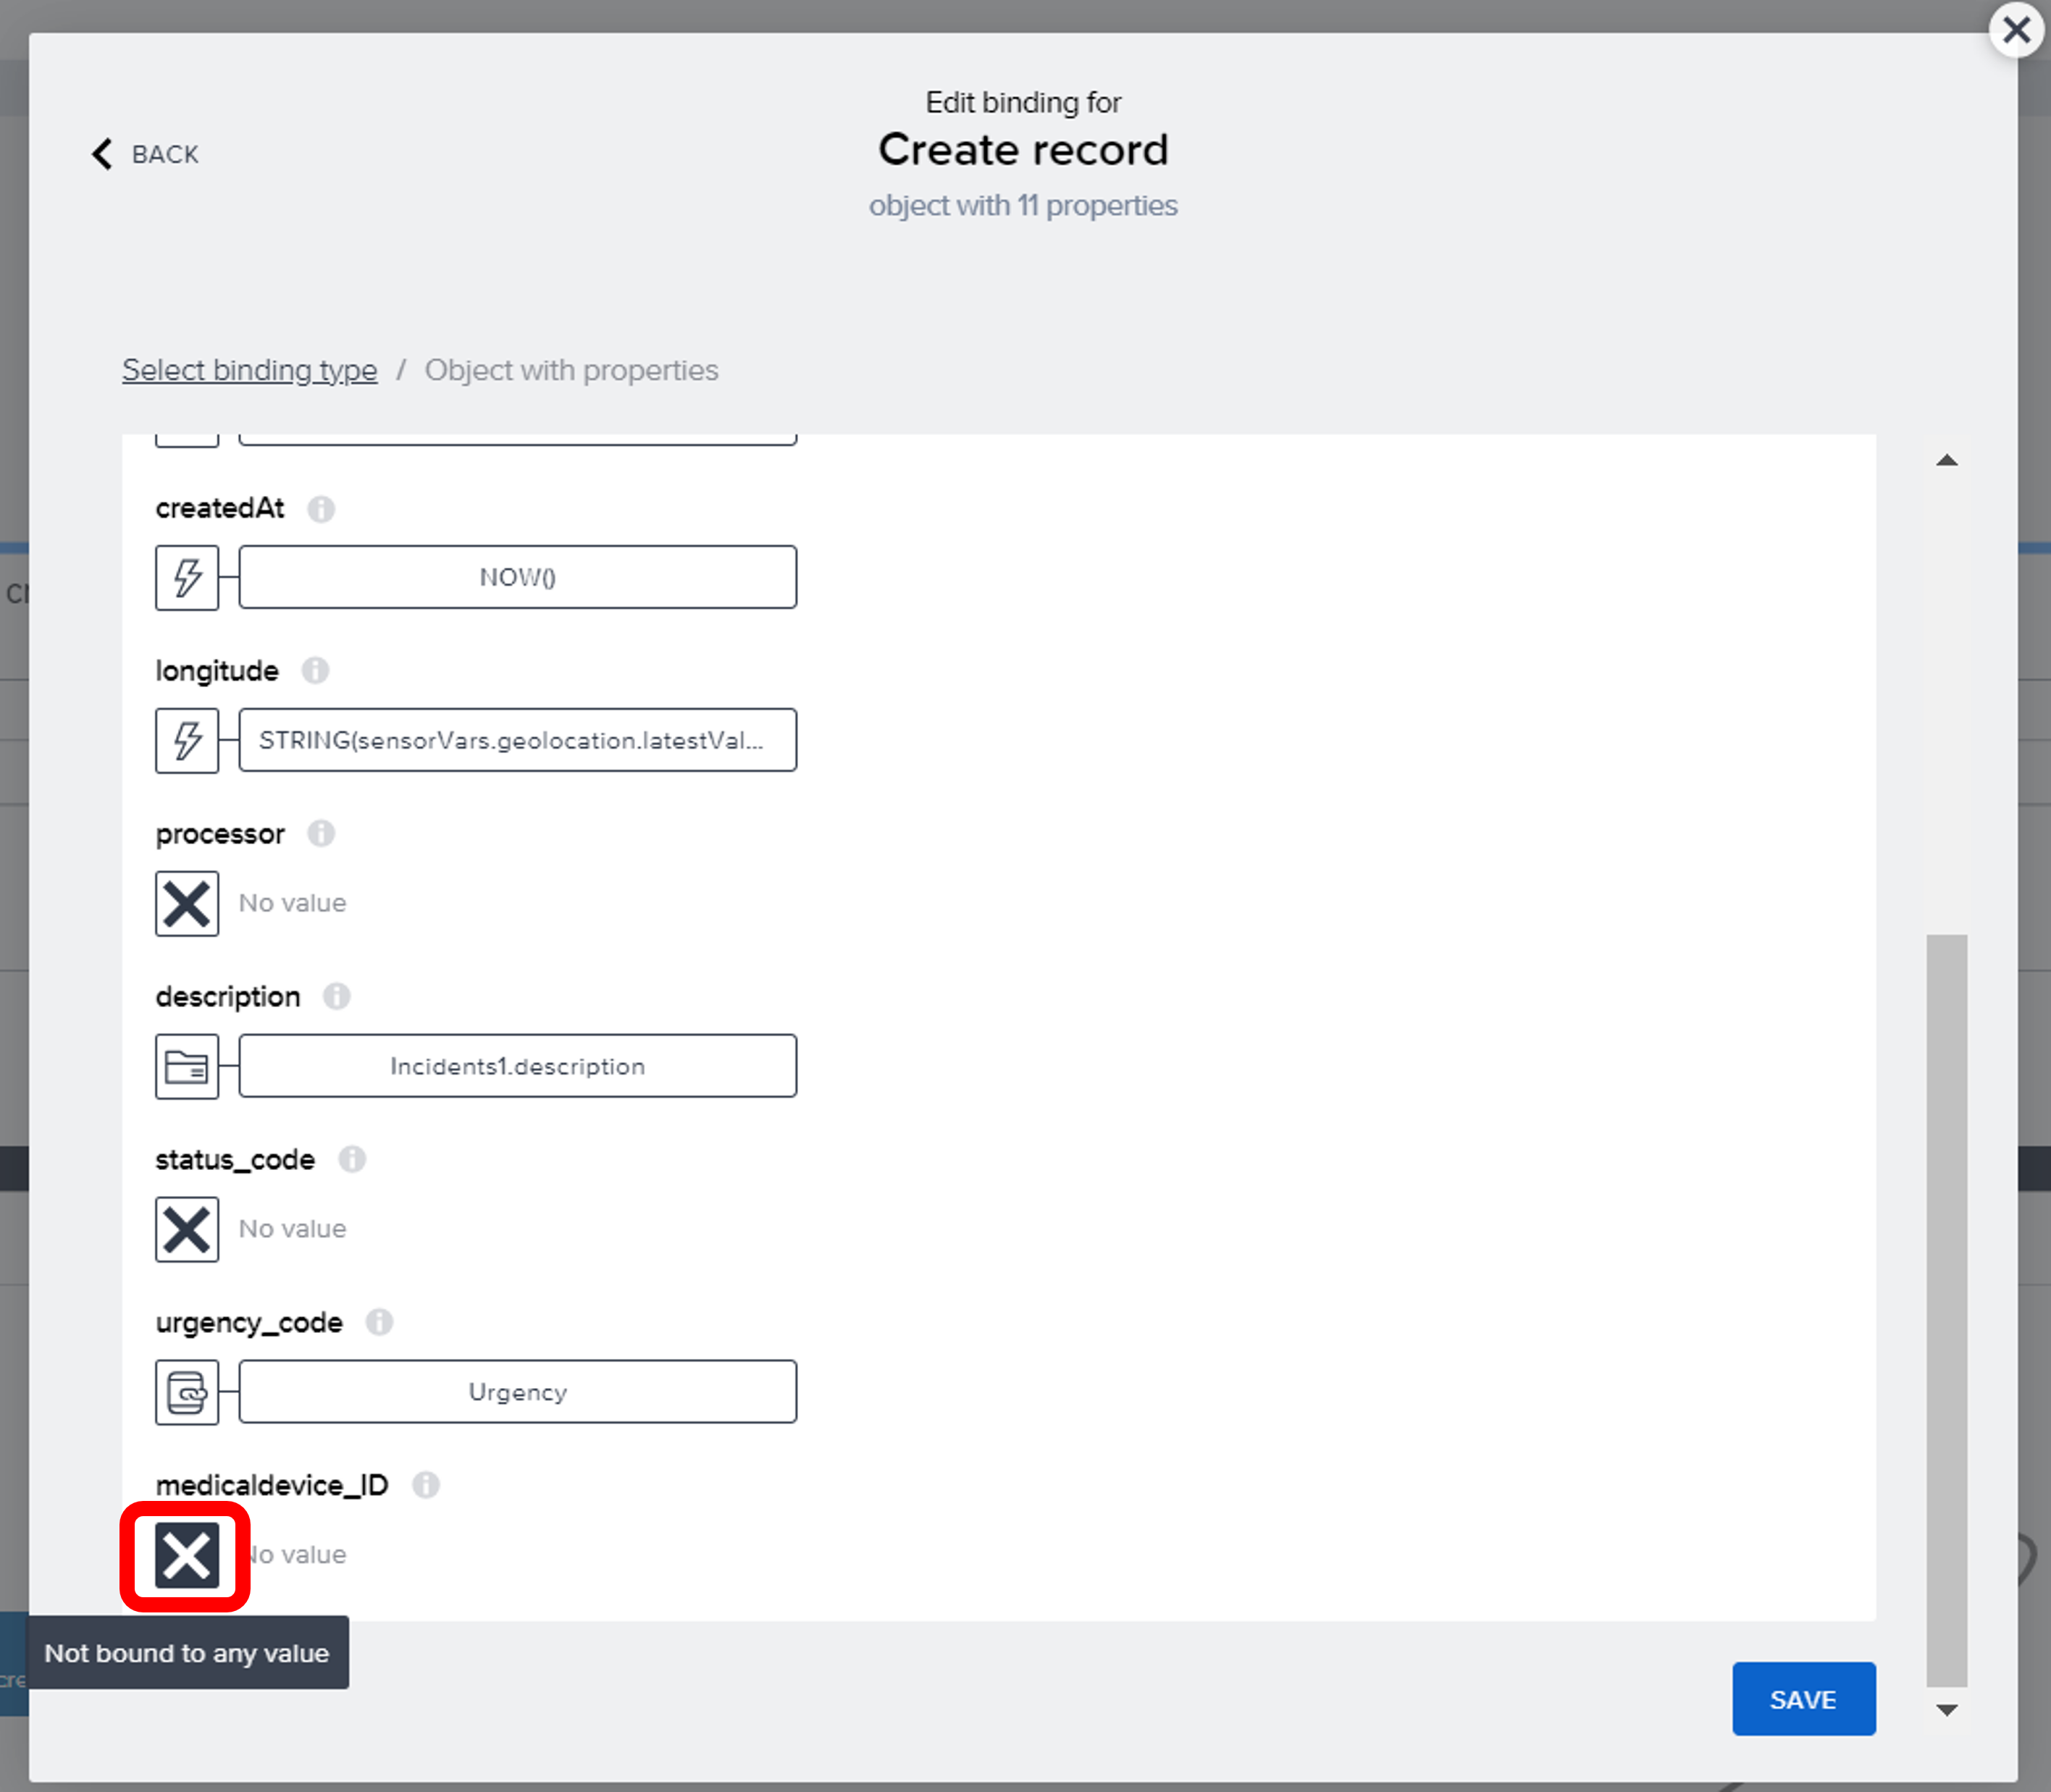 Edit binding for
BACK
Create record
object with 11 properties
Select binding type / Object with properties
createdAt
NOW()
longitude
STRING(sensorVars.geolocation.latestVal...
processor
No value
description
Incidents1.description
status_code
No value
urgency_code
Urgency
medicaldevice_ID
No value
Not bound to any value
SAVE